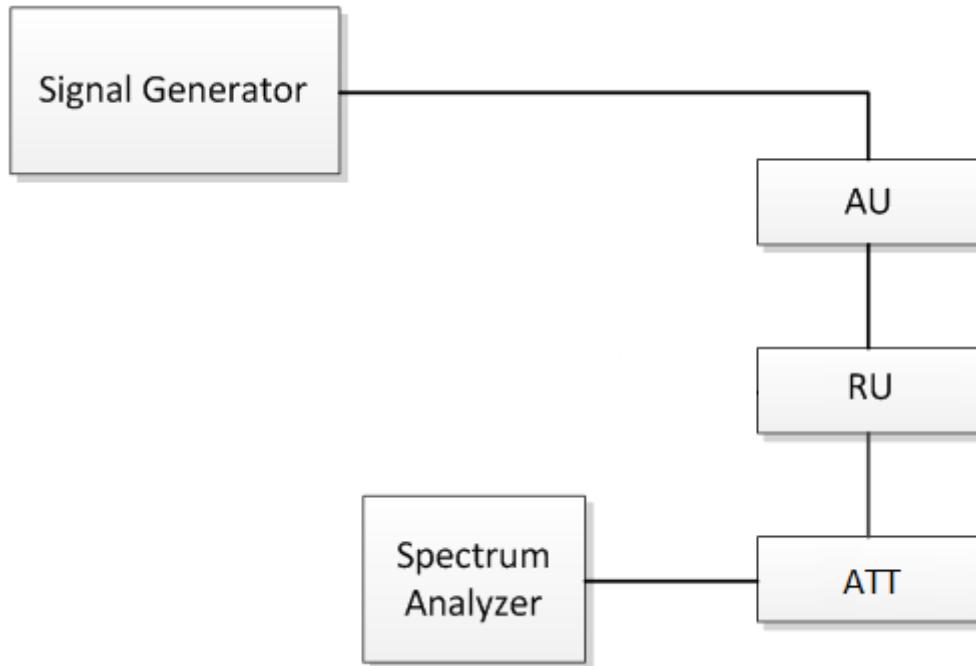 Signal Generator
AU
RU
Spectrum
Analyzer
ATT